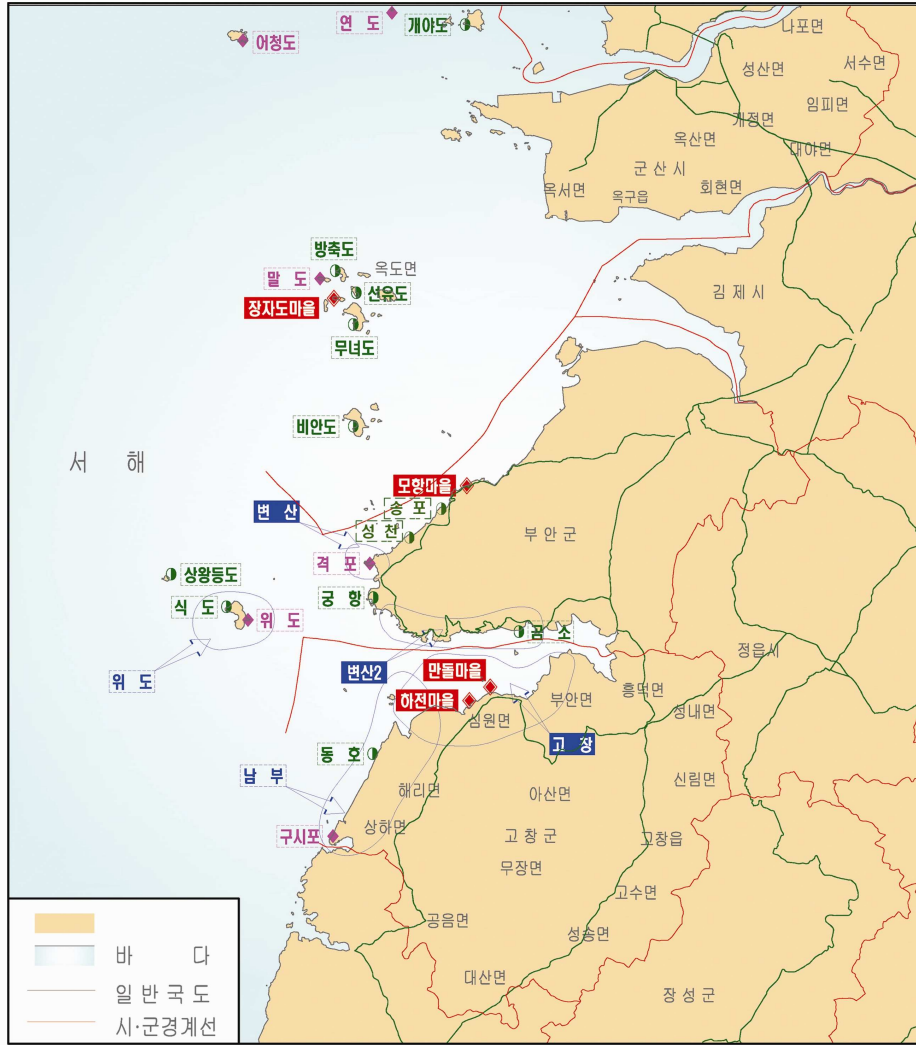 연 도
개야도
어청도
나포면
서수면
성산면
임피면
개정면
옥산면
대야면
군 산 시
회현면
옥서면
옥구읍
방축도
옥도면
말 도
선유도
장자도마을
김 제 시
무녀도
비안도
서 해
모항마을
송 포
변 산
성 천
부 안 군
격 포
상왕등도
궁 항
식 도
위 도
곰 소
정읍시
위 도
변산2
만돌마을
하전마을
부안면
흥덕면
심원면
성내면
고 창
동 호
남 부
해리면
아산면
신림면
상하면
구시포
고 창 군
고창읍
무장면
고수면
공음면
성송면
대산면
장 성 군
바 다
일 반 국 도
시·군경계선